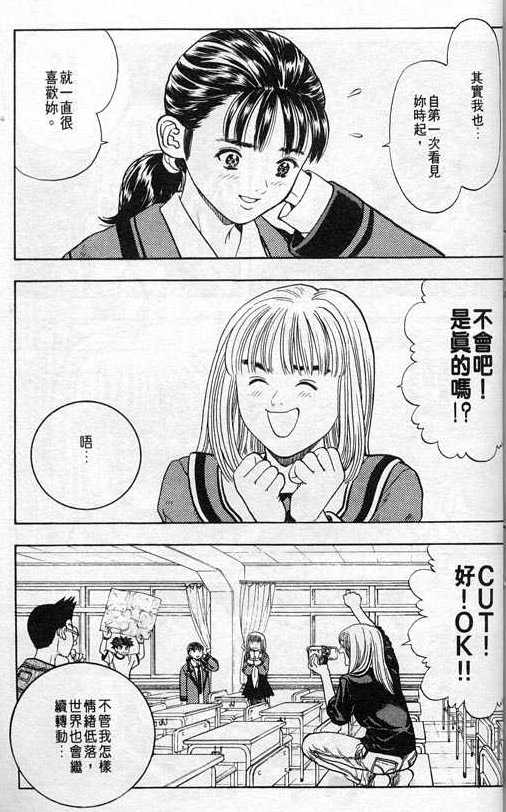 其實我也…
自第一次看見
妳時起，
就一直很
喜歡妳。
不會吧！
是真的嗎!?
唔…
CUT！
好！OK!!
不管我怎樣
情緒低落，
世界也會繼
續轉動…